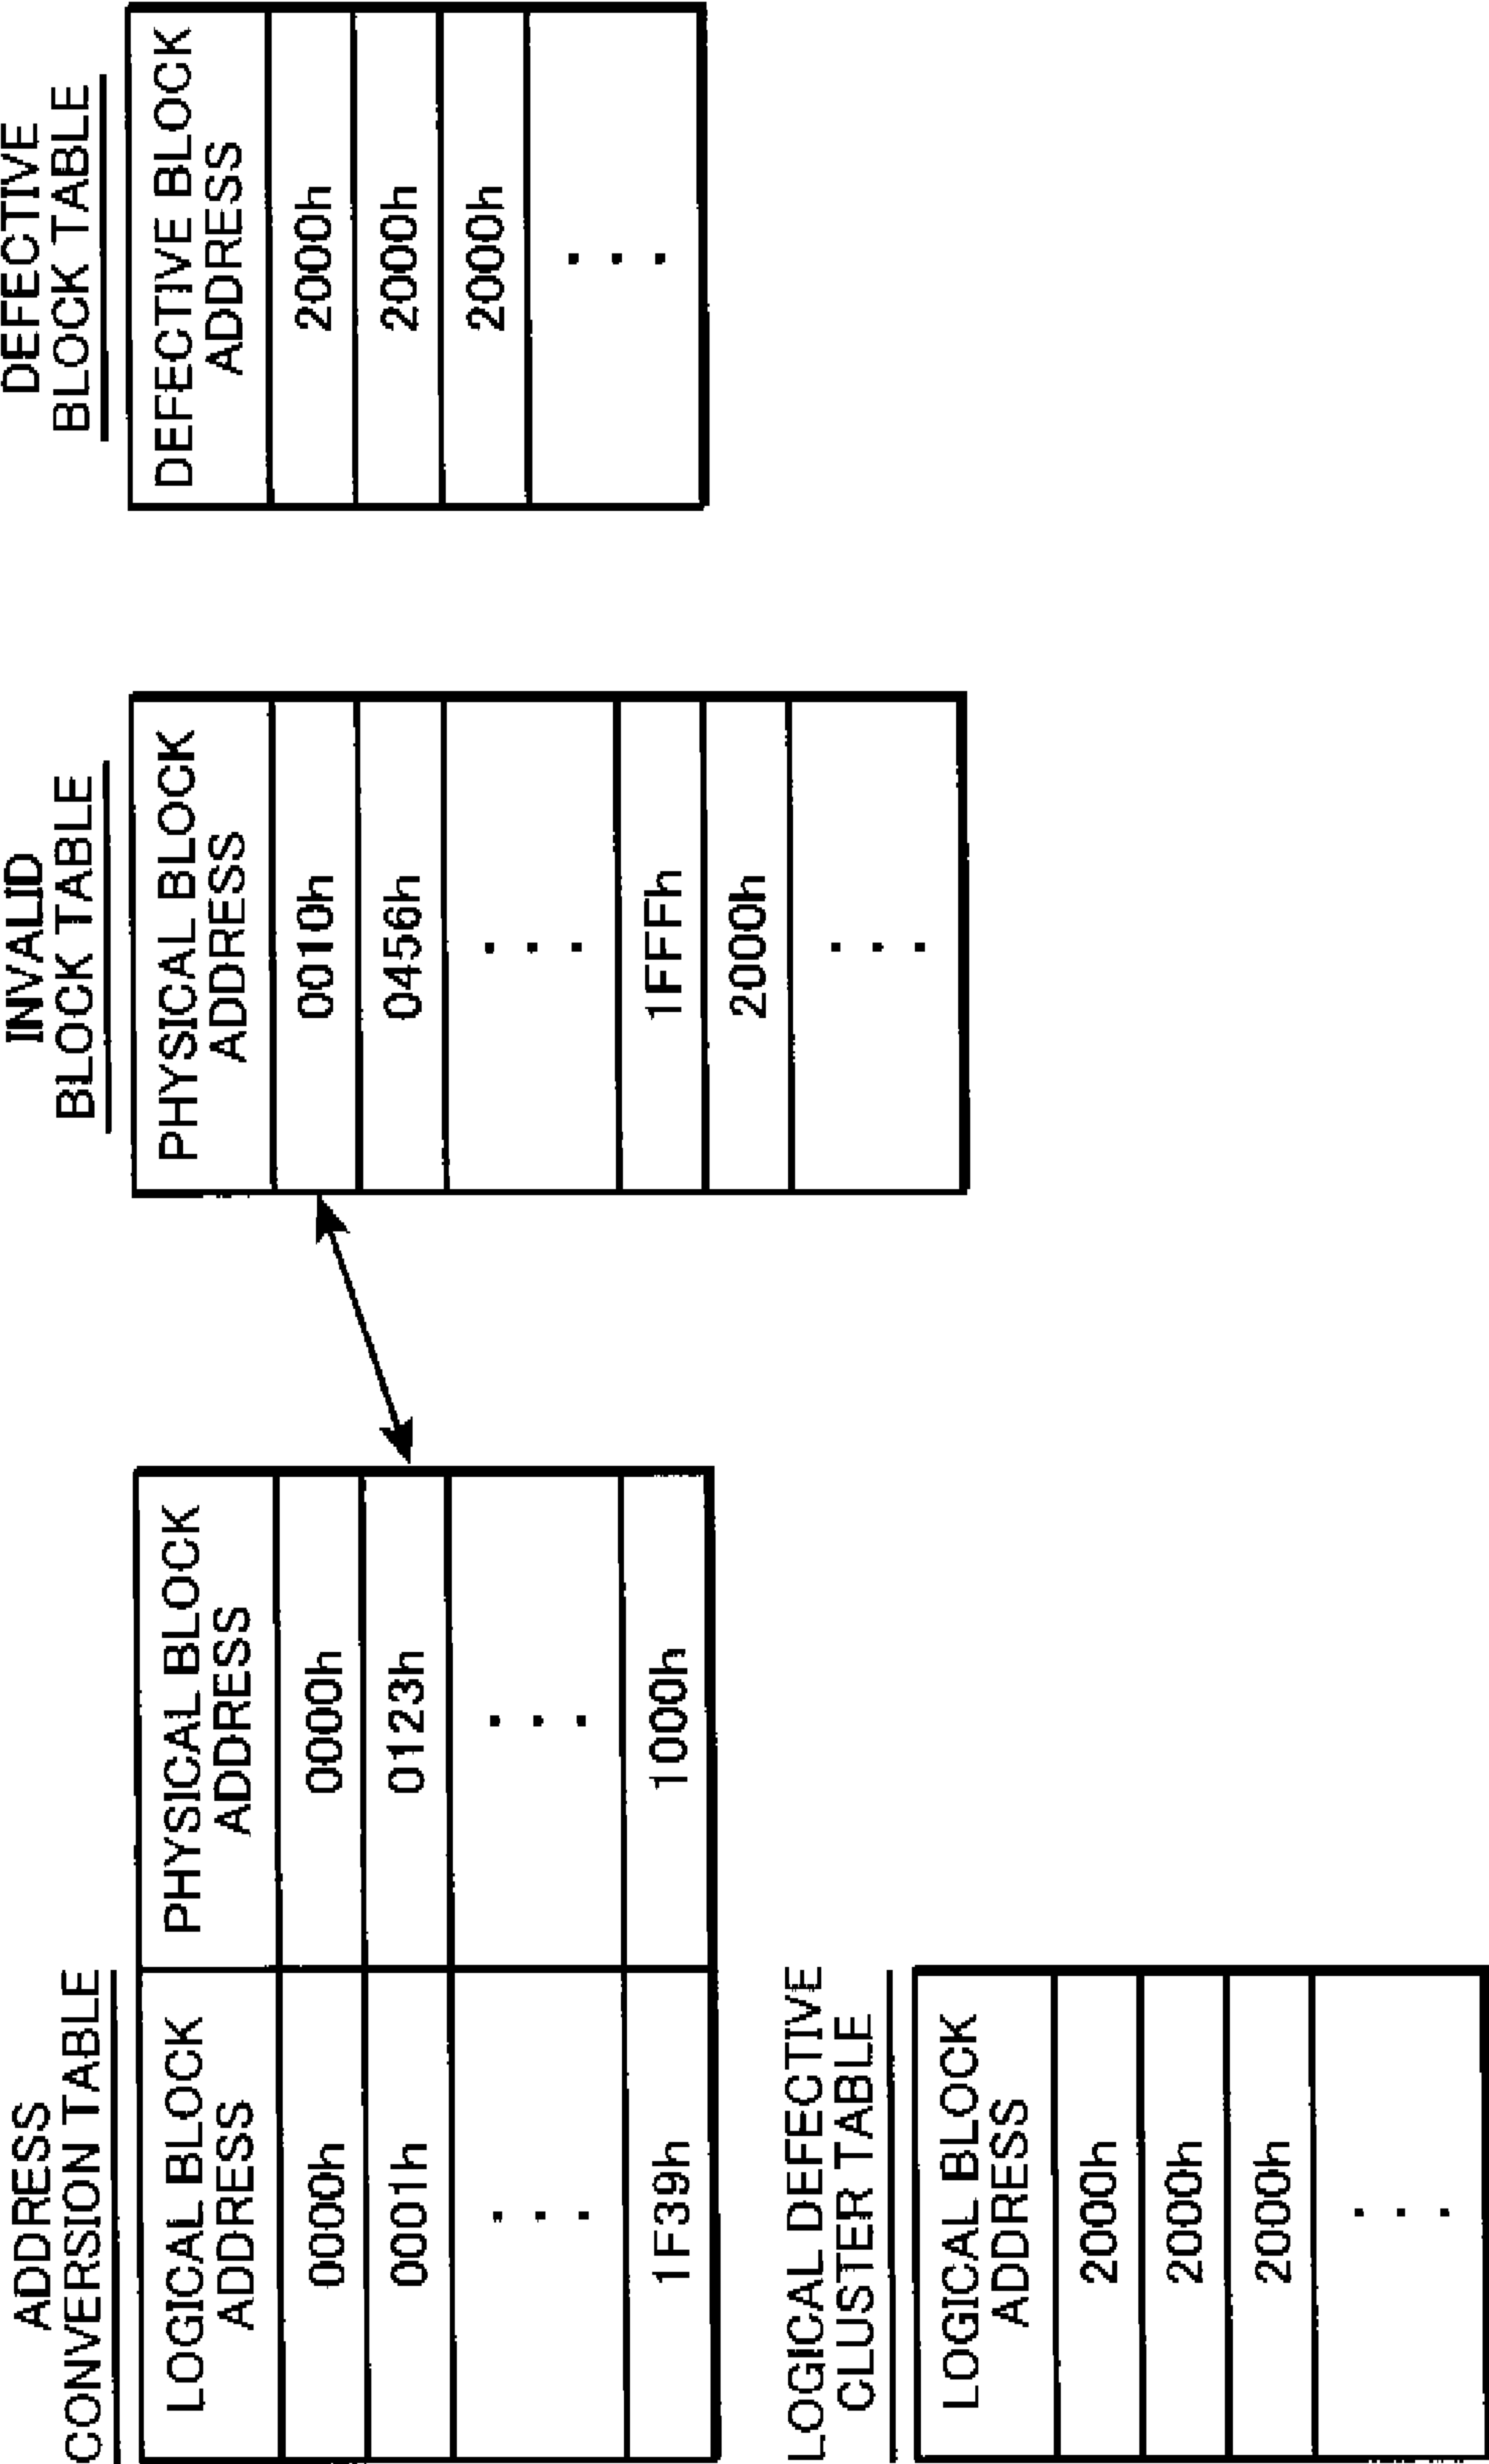 ADDRESS
CONVERSION TABLE
LOGICAL BLOCK
ADDRESS
PHYSICAL BLOCK
ADDRESS
0000h
0000h
0001h
0123h
. . .
. . .
1F39h
1000h
INVALID
BLOCK TABLE
PHYSICAL BLOCK
ADDRESS
0010h
0456h
. . .
1FFFh
2000h
. . .
DEFECTIVE
BLOCK TABLE
DEFECTIVE BLOCK
ADDRESS
2000h
2000h
2000h
. . .
LOGICAL DEFECTIVE
CLUSTER TABLE
LOGICAL BLOCK
ADDRESS
2000h
2000h
2000h
. . .